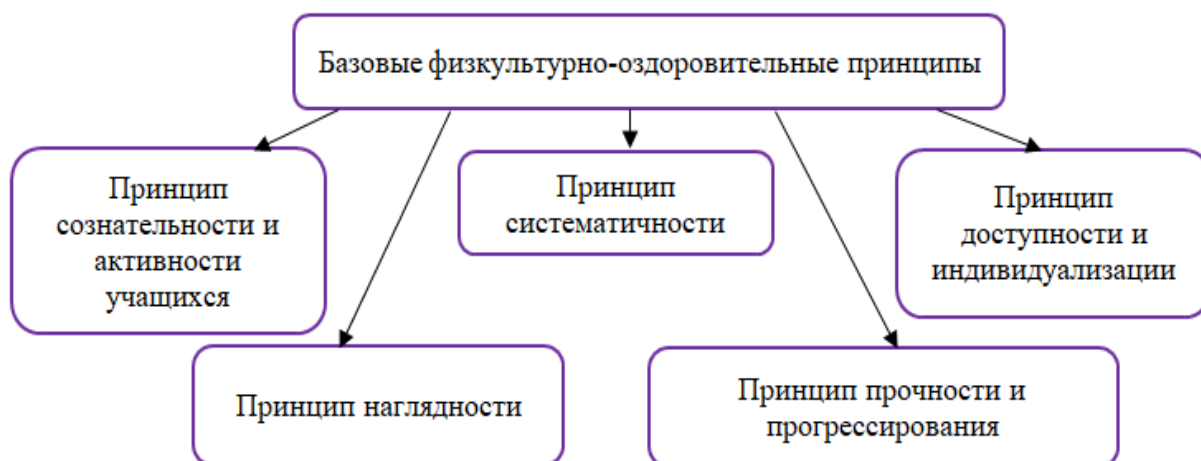 Базовые физкультурно-оздоровительные принципы
Принцип
сознательности и
активности
учащихся
Принцип
систематичности
Принцип
доступности и
индивидуализации
Принцип наглядности
Принцип прочности и
прогрессирования